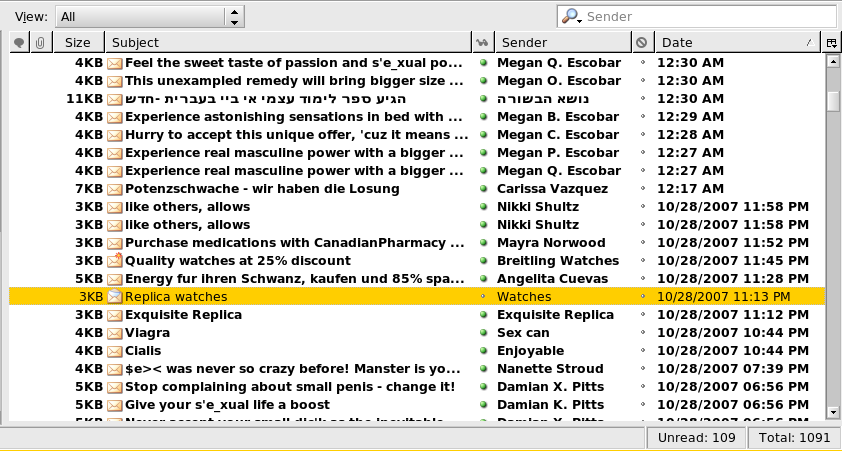 View: All Sender
Size Subject Sender Date
4KB Feel the sweet taste of passion and s'e_xual po... Megan Q. Escobar 12:30 AM
4KB This unexampled remedy will bring bigger size ... Megan O. Escobar 12:30 AM
11KB הגיע ספר לימוד עצמי אי ביי בעברית -חדש נושא הבשורה 12:30 AM
4KB Experience astonishing sensations in bed with ... Megan B. Escobar 12:29 AM
4KB Hurry to accept this unique offer, 'cuz it means ... Megan C. Escobar 12:28 AM
4KB Experience real masculine power with a bigger ... Megan P. Escobar 12:27 AM
4KB Experience real masculine power with a bigger ... Megan Q. Escobar 12:27 AM
7KB Potenzschwache - wir haben die Losung Carissa Vazquez 12:17 AM
3KB like others, allows Nikki Shultz 10/28/2007 11:58 PM
3KB like others, allows Nikki Shultz 10/28/2007 11:58 PM
3KB Purchase medications with CanadianPharmacy ... Mayra Norwood 10/28/2007 11:52 PM
3KB Quality watches at 25% discount Breitling Watches 10/28/2007 11:45 PM
5KB Energy fur ihren Schwanz, kaufen und 85% spa... Angelita Cuevas 10/28/2007 11:28 PM
3KB Replica watches Watches 10/28/2007 11:13 PM
3KB Exquisite Replica Exquisite Replica 10/28/2007 11:12 PM
4KB Viagra Sex can 10/28/2007 10:44 PM
4KB Cialis Enjoyable 10/28/2007 10:44 PM
4KB $e>< was never so crazy before! Manster is yo... Nanette Stroud 10/28/2007 07:39 PM
5KB Stop complaining about small penis - change it! Damian X. Pitts 10/28/2007 06:56 PM
5KB Give your s'e_xual life a boost Damian K. Pitts 10/28/2007 06:56 PM
Unread: 109 Total: 1091